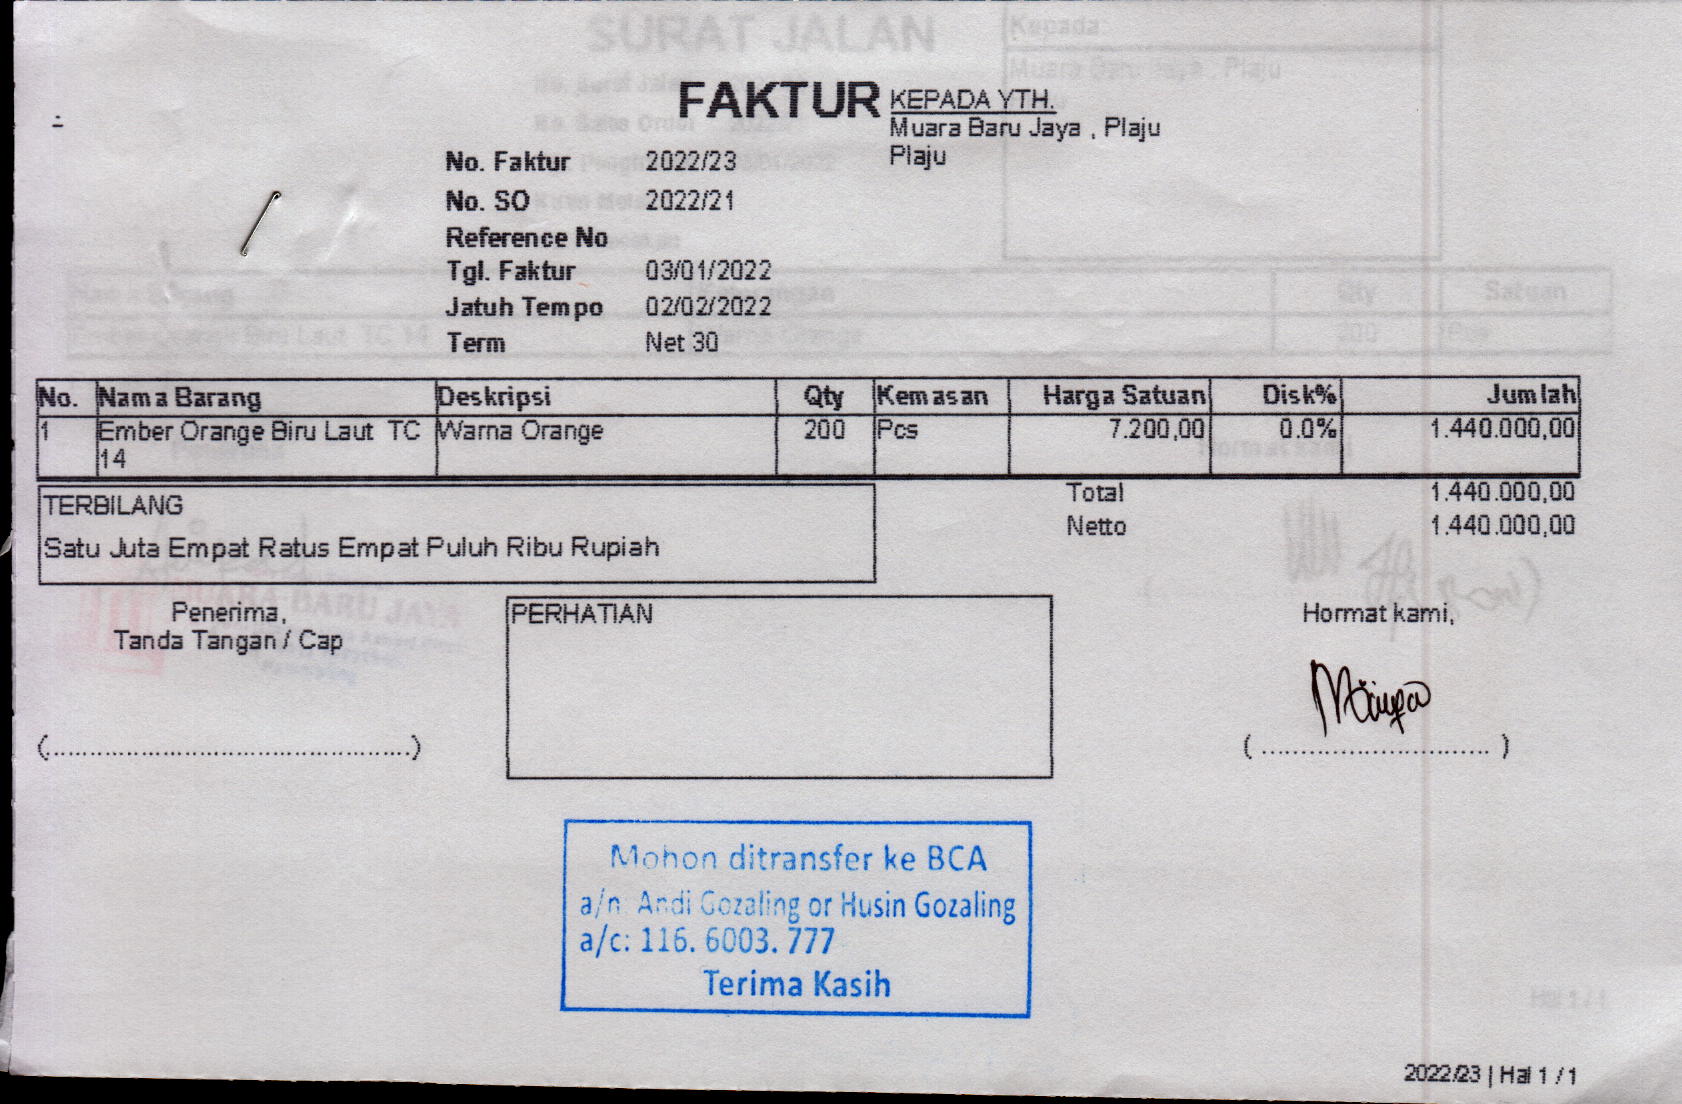 FAKTUR
KEPADA YTH.
Muara Baru Jaya , Plaju
Plaju
No. Faktur 2022/23
No. SO 2022/21
Reference No
Tgl. Faktur 03/01/2022
Jatuh Tempo 02/02/2022
Term Net 30
No. Nama Barang Deskripsi Qty Kemasan Harga Satuan Disk% Jumlah
1 Ember Orange Biru Laut TC Warna Orange 200 Pcs 7.200,00 0.0% 1.440.000,00
14
Total 1.440.000,00
Netto 1.440.000,00
TERBILANG
Satu Juta Empat Ratus Empat Puluh Ribu Rupiah
Penerima,
Tanda Tangan / Cap
(................................................)
PERHATIAN
Hormat kami,
( .............................. )
Mohon ditransfer ke BCA
a/n. Andi Gozaling or Husin Gozaling
a/c: 116. 6003. 777
Terima Kasih
2022/23 | Hal 1 / 1